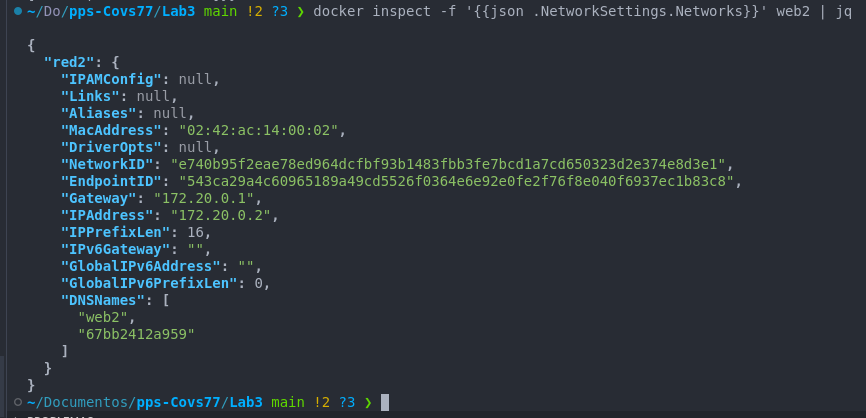 ~/Do/pps-Covs77/Lab3 main !2 ?3 ❯ docker inspect -f '{{json .NetworkSettings.Networks}}' web2 | jq
{
  "red2": {
    "IPAMConfig": null,
    "Links": null,
    "Aliases": null,
    "MacAddress": "02:42:ac:14:00:02",
    "DriverOpts": null,
    "NetworkID": "e740b95f2eae78ed964dcfbf93b1483fbb3fe7bcd1a7cd650323d2e374e8d3e1",
    "EndpointID": "543ca29a4c60965189a49cd5526f0364e6e92e0fe2f76f8e040f6937ec1b83c8",
    "Gateway": "172.20.0.1",
    "IPAddress": "172.20.0.2",
    "IPPrefixLen": 16,
    "IPv6Gateway": "",
    "GlobalIPv6Address": "",
    "GlobalIPv6PrefixLen": 0,
    "DNSNames": [
      "web2",
      "67bb2412a959"
    ]
  }
}
~/Documentos/pps-Covs77/Lab3 main !2 ?3 ❯